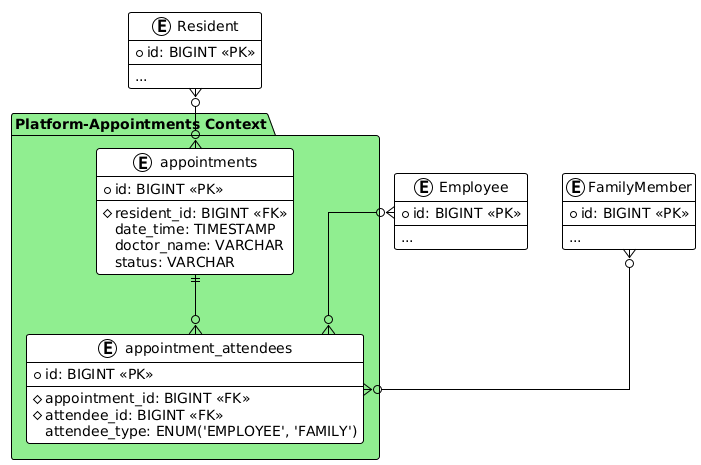 E Resident
id: BIGINT «PK»
...
Platform-Appointments Context
E appointments
id: BIGINT «PK»
resident_id: BIGINT «FK»
date_time: TIMESTAMP
doctor_name: VARCHAR
status: VARCHAR
E Employee
id: BIGINT «PK»
...
E FamilyMember
id: BIGINT «PK»
...
E appointment_attendees
id: BIGINT «PK»
appointment_id: BIGINT «FK»
attendee_id: BIGINT «FK»
attendee_type: ENUM('EMPLOYEE', 'FAMILY')